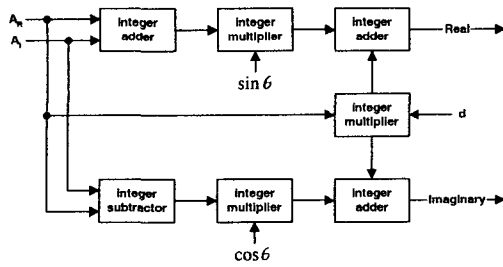 A_R
A_I
integer adder
integer multiplier
integer adder
Real
sin θ
integer multiplier
d
integer subtractor
integer multiplier
integer adder
Imaginary
cos θ